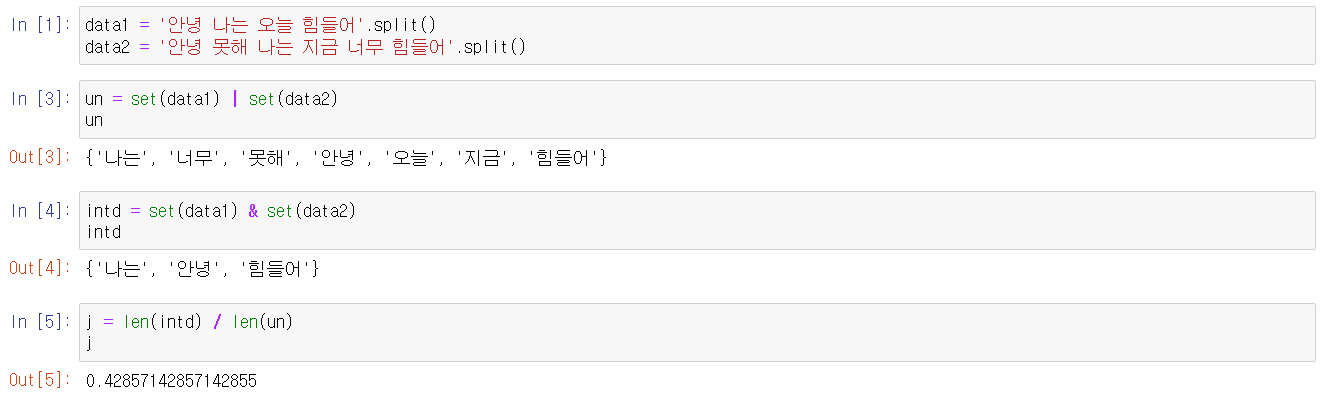 In [1]: data1 = '안녕 나는 오늘 힘들어'.split()
data2 = '안녕 못해 나는 지금 너무 힘들어'.split()
In [3]: un = set(data1) | set(data2)
un
Out[3]: {'나는', '너무', '못해', '안녕', '오늘', '지금', '힘들어'}
In [4]: intd = set(data1) & set(data2)
intd
Out[4]: {'나는', '안녕', '힘들어'}
In [5]: j = len(intd) / len(un)
j
Out[5]: 0.42857142857142855